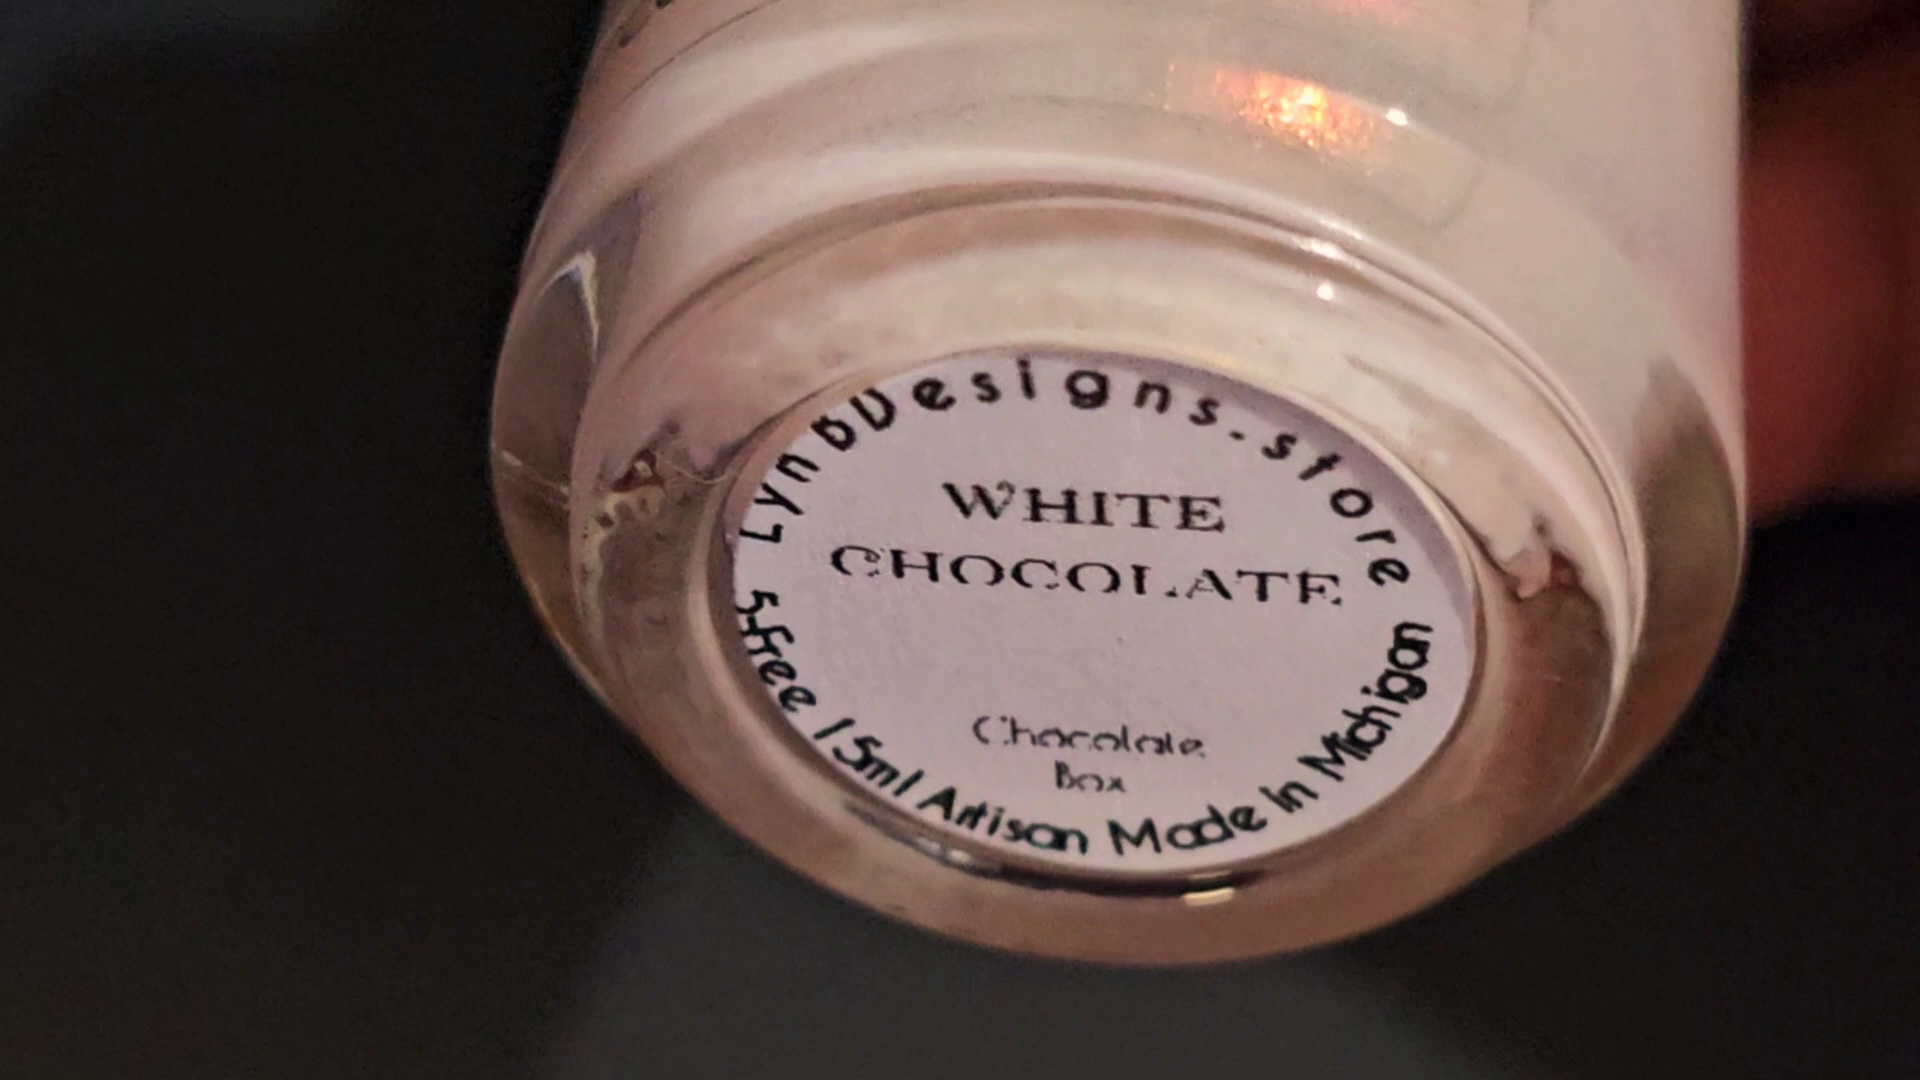 LynBDesigns.store
WHITE
CHOCOLATE
Chocolate
Box
5-free 15ml Artisan Made in Michigan